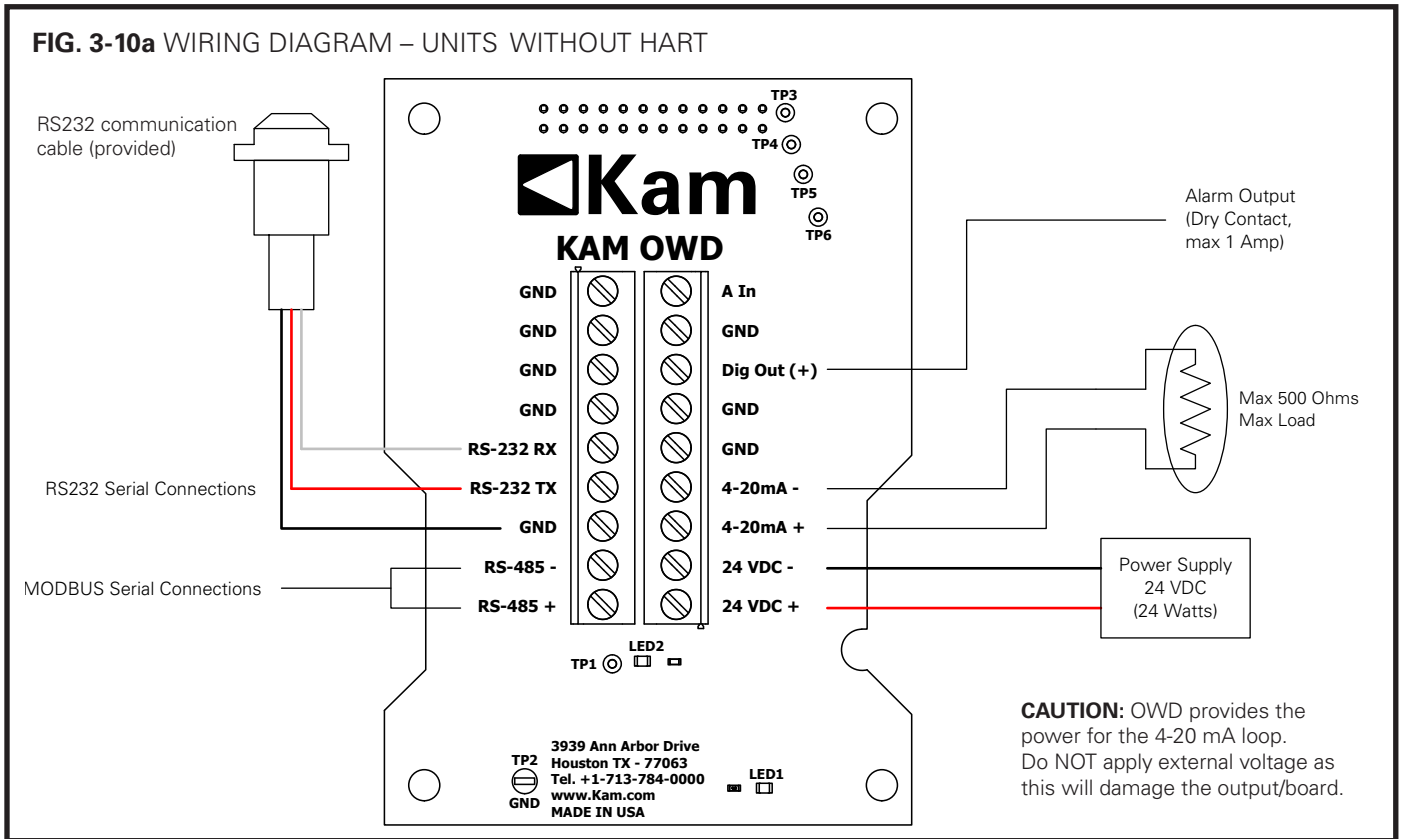 FIG. 3-10a WIRING DIAGRAM – UNITS WITHOUT HART
RS232 communication
cable (provided)
TP3
TP4
TP5
TP6
Kam
KAM OWD
GND
GND
GND
GND
RS-232 RX
RS-232 TX
GND
RS-485 -
RS-485 +
A In
GND
Dig Out (+)
GND
GND
4-20mA -
4-20mA +
24 VDC -
24 VDC +
RS232 Serial Connections
MODBUS Serial Connections
Alarm Output
(Dry Contact,
max 1 Amp)
Max 500 Ohms
Max Load
Power Supply
24 VDC
(24 Watts)
TP1
LED2
TP2
GND
3939 Ann Arbor Drive
Houston TX - 77063
Tel. +1-713-784-0000
www.Kam.com
MADE IN USA
LED1
CAUTION: OWD provides the
power for the 4-20 mA loop.
Do NOT apply external voltage as
this will damage the output/board.